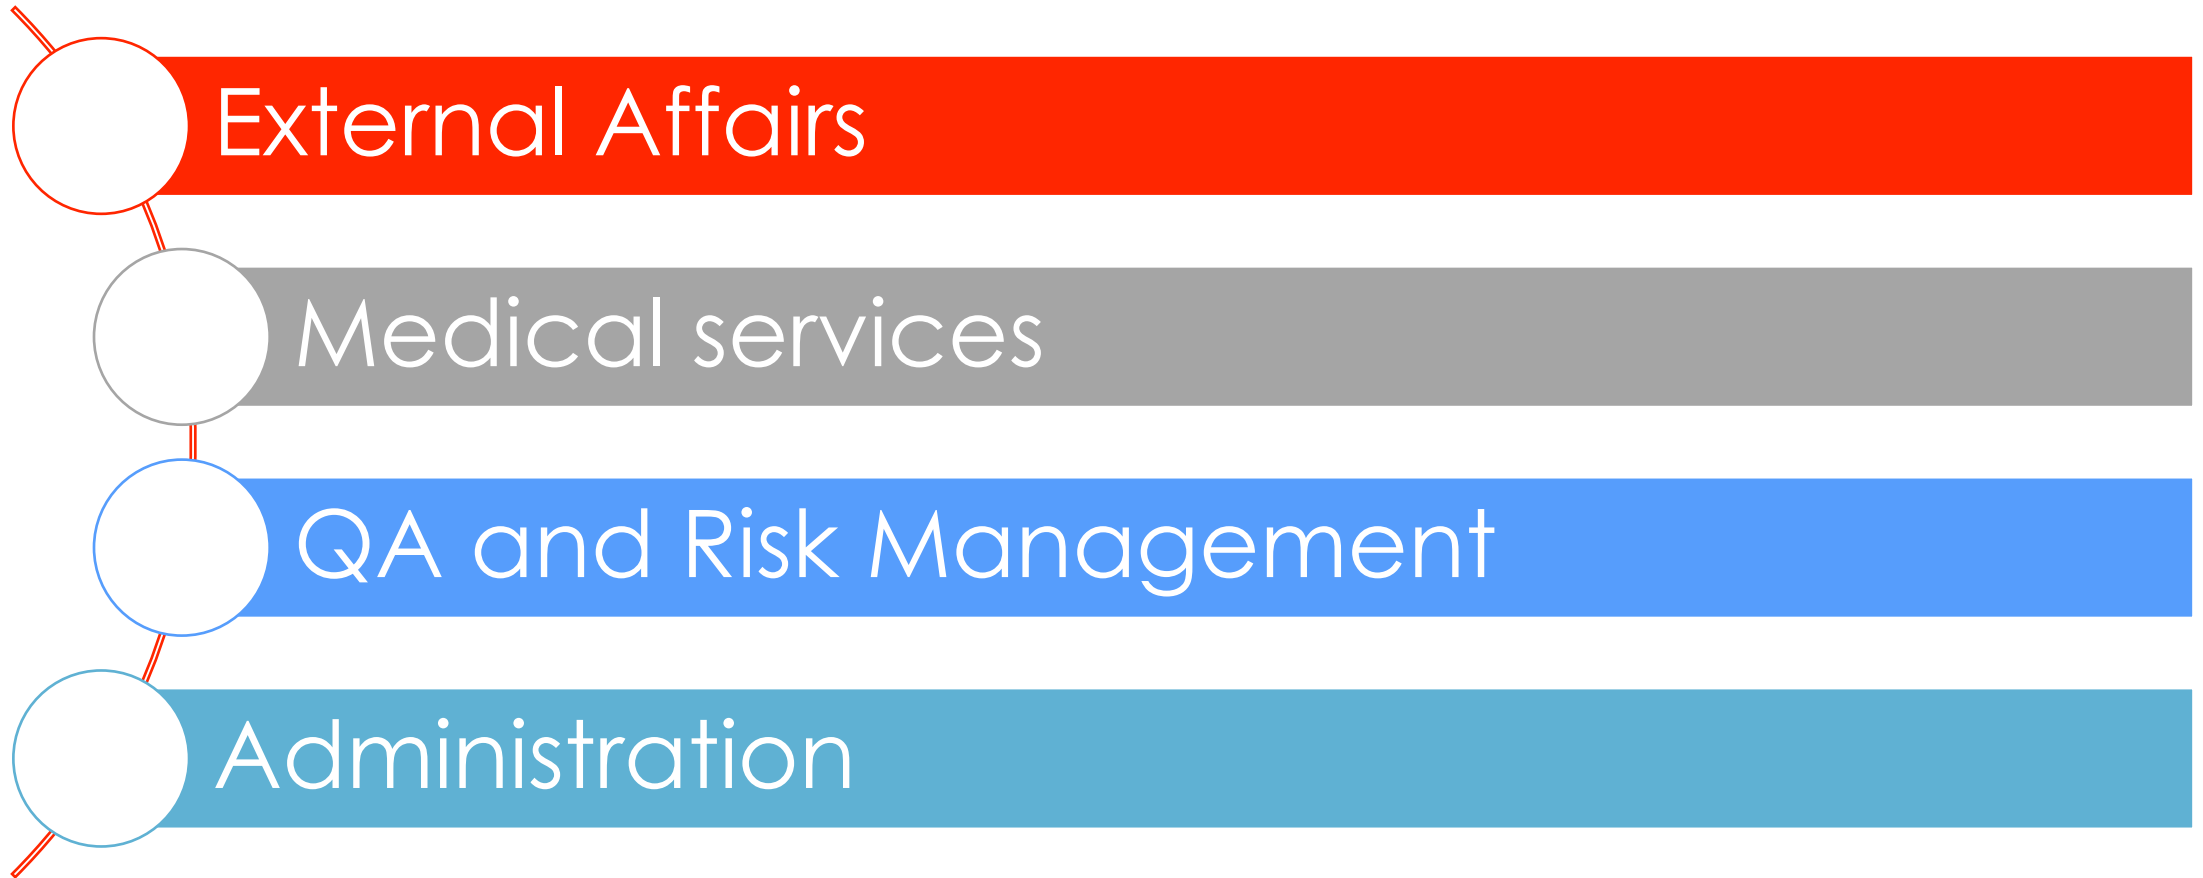 External Affairs
Medical services
QA and Risk Management
Administration